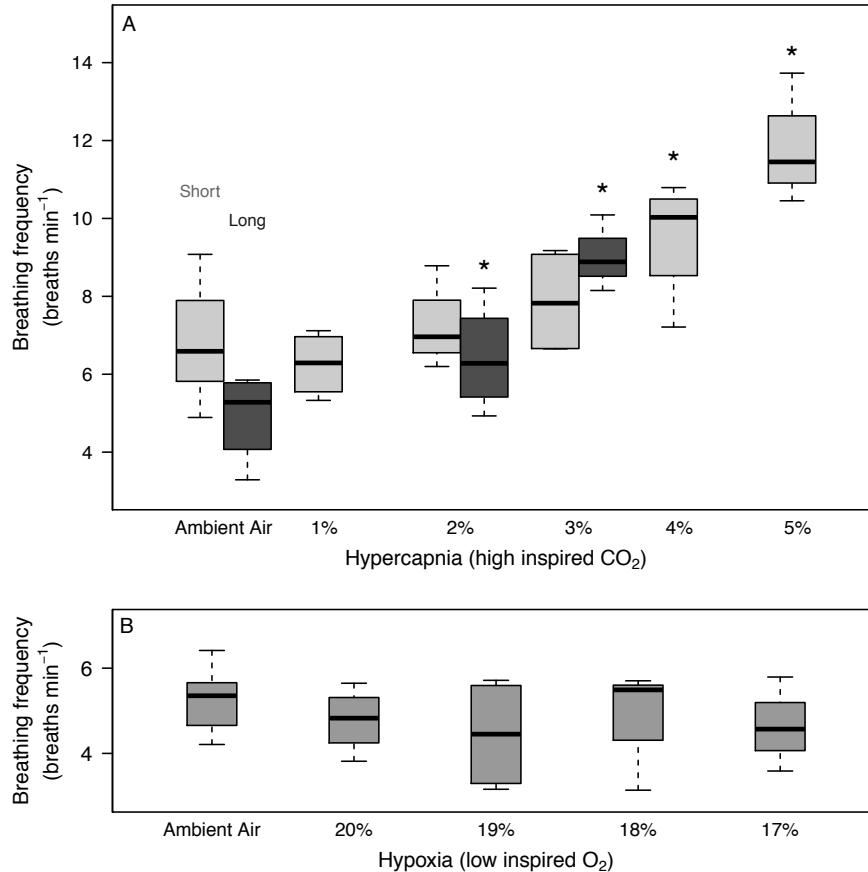 A
14
12
10
8
6
4
Breathing frequency
(breaths min⁻¹)
Short
Long
*
*
*
*
Ambient Air 1% 2% 3% 4% 5%
Hypercapnia (high inspired CO₂)
B
6
4
Breathing frequency
(breaths min⁻¹)
Ambient Air 20% 19% 18% 17%
Hypoxia (low inspired O₂)